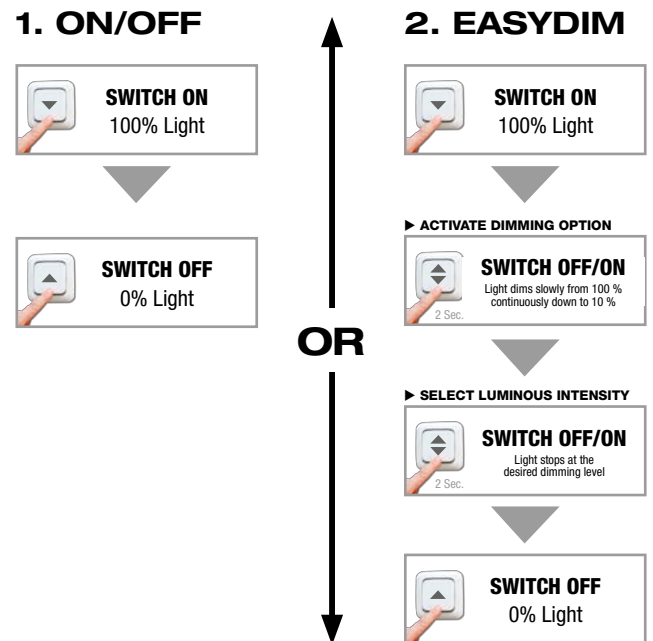 1. ON/OFF
SWITCH ON
100% Light
SWITCH OFF
0% Light
OR
2. EASYDIM
SWITCH ON
100% Light
▶ ACTIVATE DIMMING OPTION
SWITCH OFF/ON
Light dims slowly from 100 %
continuously down to 10 %
2 Sec.
▶ SELECT LUMINOUS INTENSITY
SWITCH OFF/ON
Light stops at the
desired dimming level
2 Sec.
SWITCH OFF
0% Light